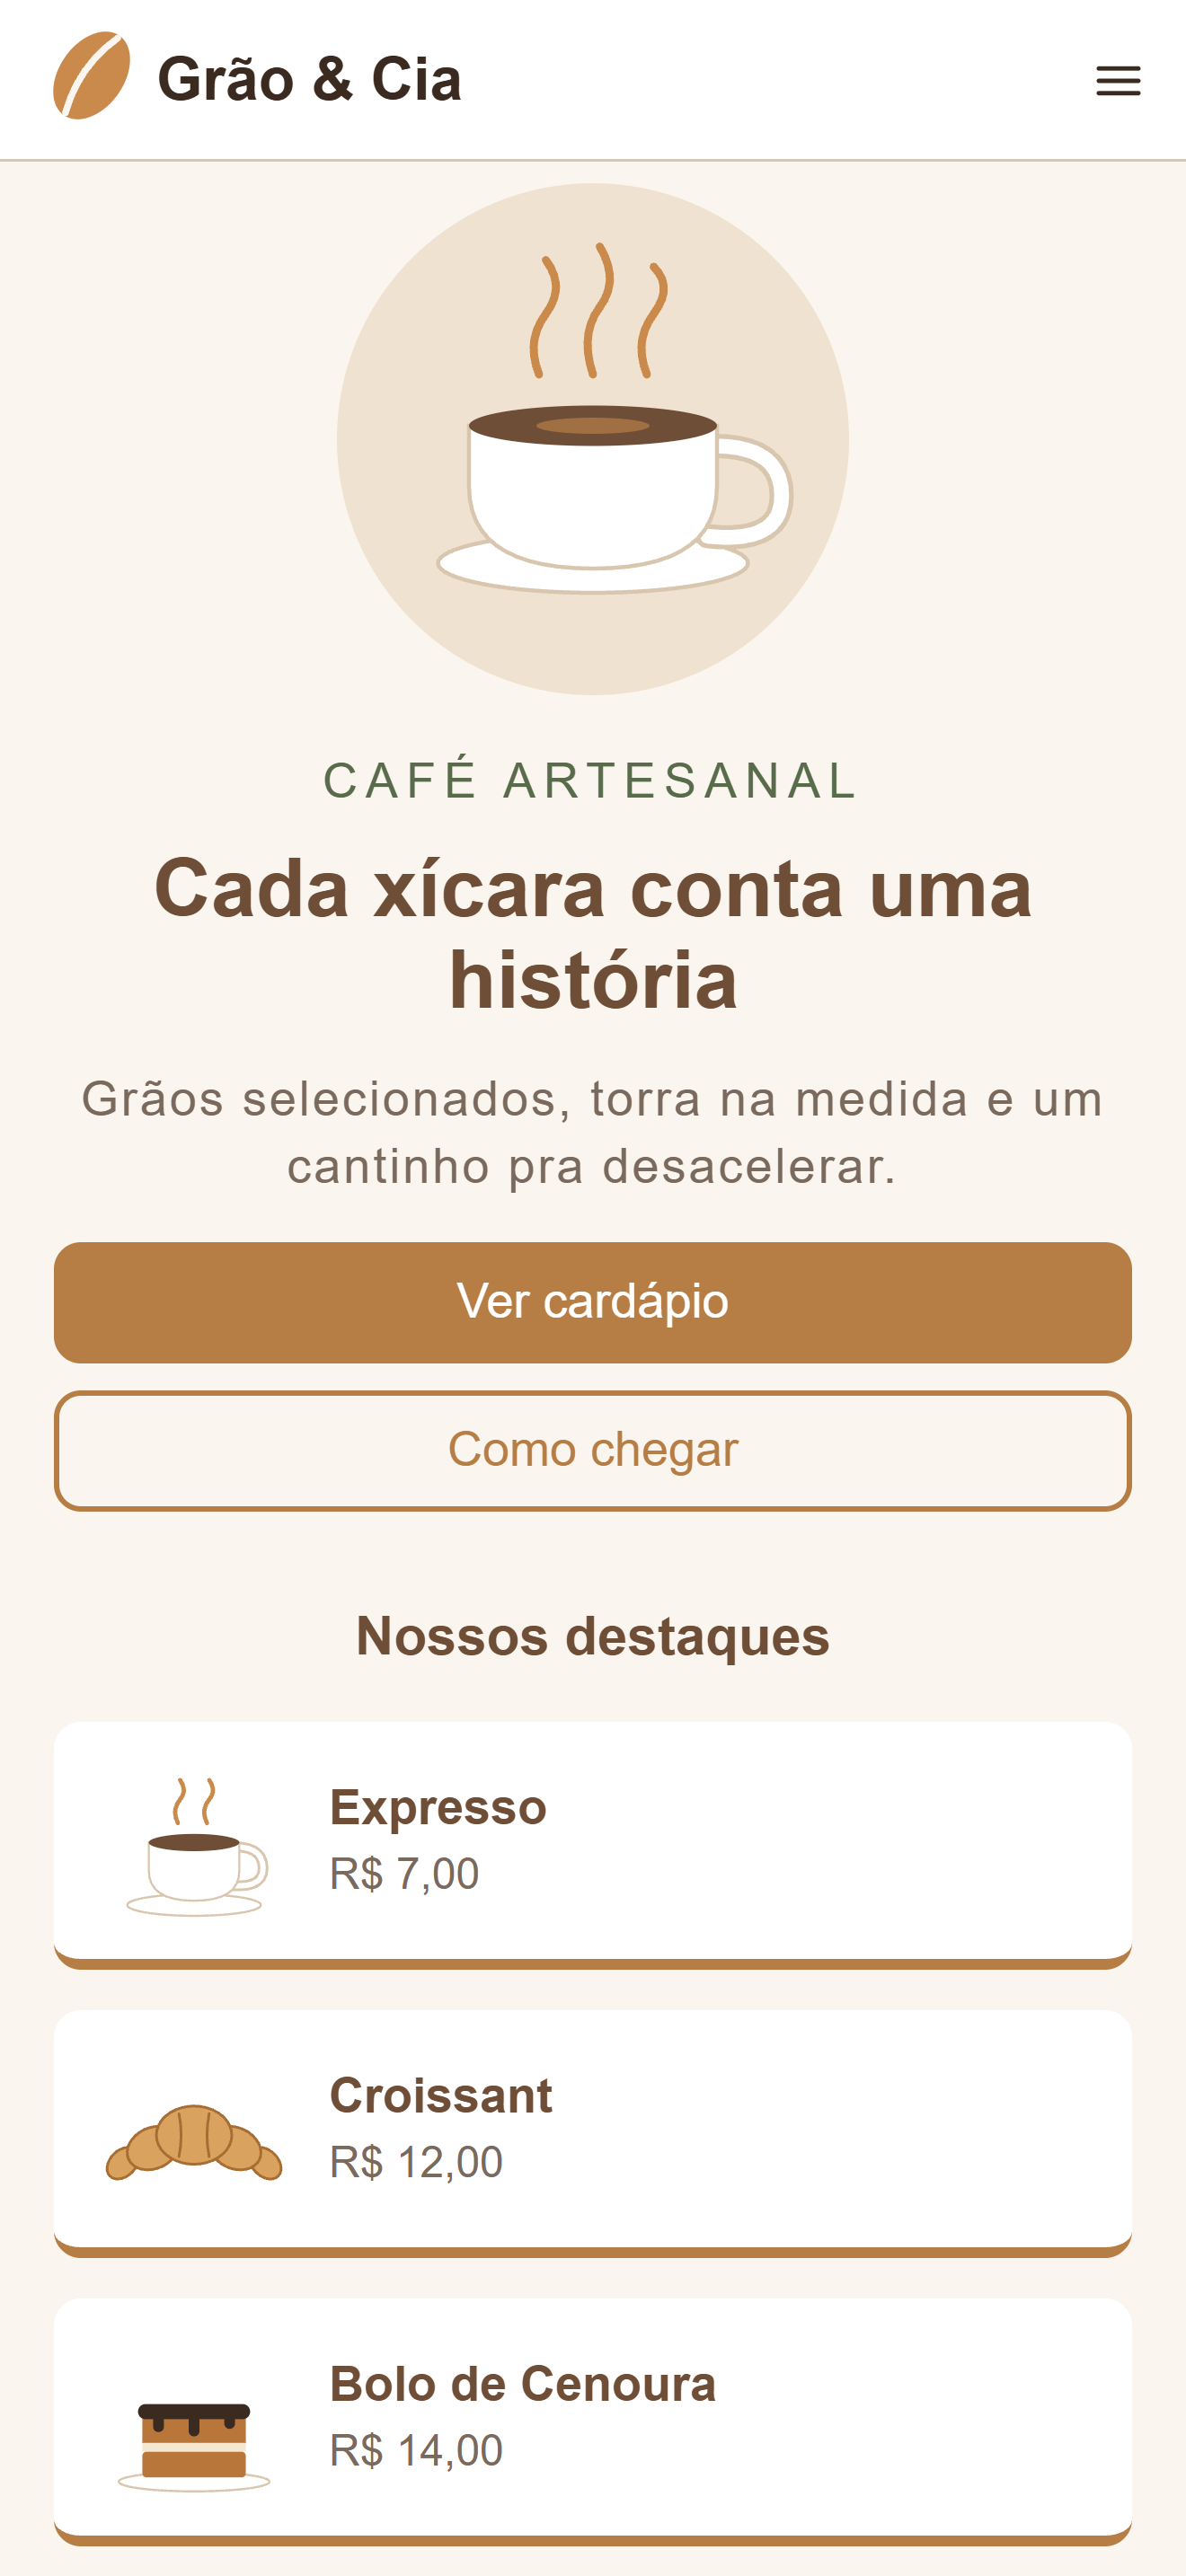 Grão & Cia
CAFÉ ARTESANAL
Cada xícara conta uma
história
Grãos selecionados, torra na medida e um
cantinho pra desacelerar.
Ver cardápio
Como chegar
Nossos destaques
Expresso
R$ 7,00
Croissant
R$ 12,00
Bolo de Cenoura
R$ 14,00